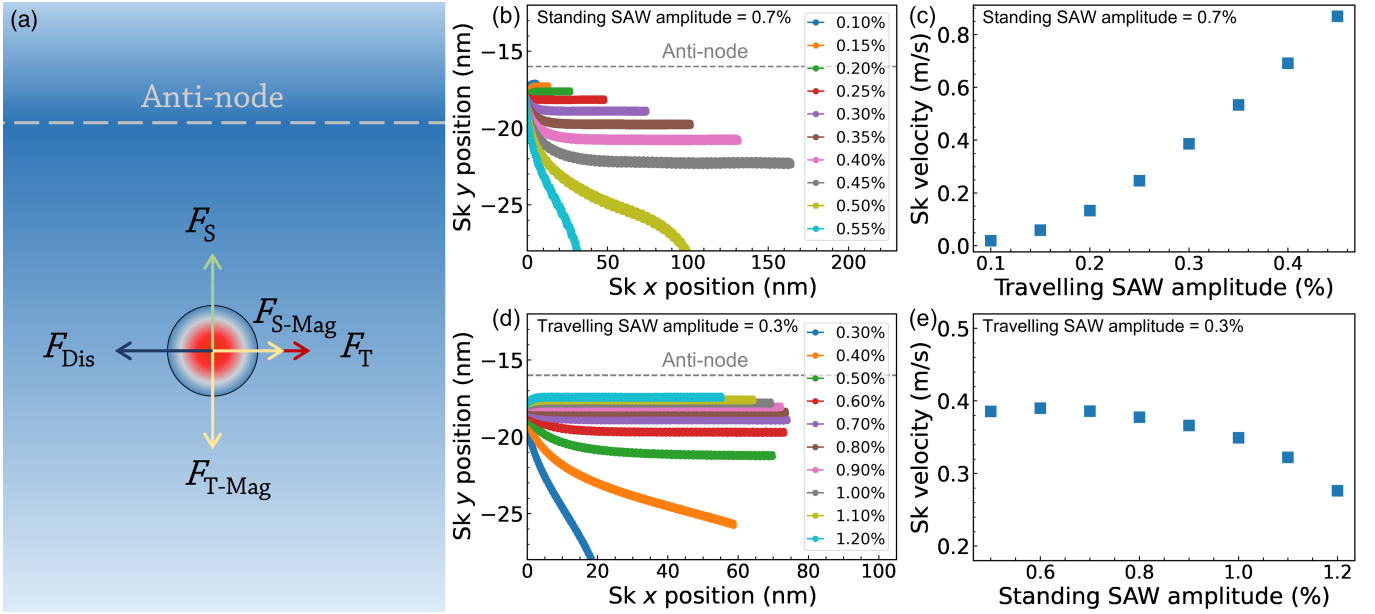 (a)
Anti-node
F_S
F_S-Mag
F_Dis
F_T
F_T-Mag
(b)
Standing SAW amplitude = 0.7%
Anti-node
0.10%
0.15%
0.20%
0.25%
0.30%
0.35%
0.40%
0.45%
0.50%
0.55%
−15
−20
−25
Sk y position (nm)
0 50 100 150 200
Sk x position (nm)
(c)
Standing SAW amplitude = 0.7%
0.8
0.6
0.4
0.2
0.0
Sk velocity (m/s)
0.1 0.2 0.3 0.4
Travelling SAW amplitude (%)
(d)
Travelling SAW amplitude = 0.3%
Anti-node
0.30%
0.40%
0.50%
0.60%
0.70%
0.80%
0.90%
1.00%
1.10%
1.20%
−15
−20
−25
Sk y position (nm)
0 20 40 60 80 100
Sk x position (nm)
(e)
Travelling SAW amplitude = 0.3%
0.5
0.4
0.3
0.2
Sk velocity (m/s)
0.6 0.8 1.0 1.2
Standing SAW amplitude (%)